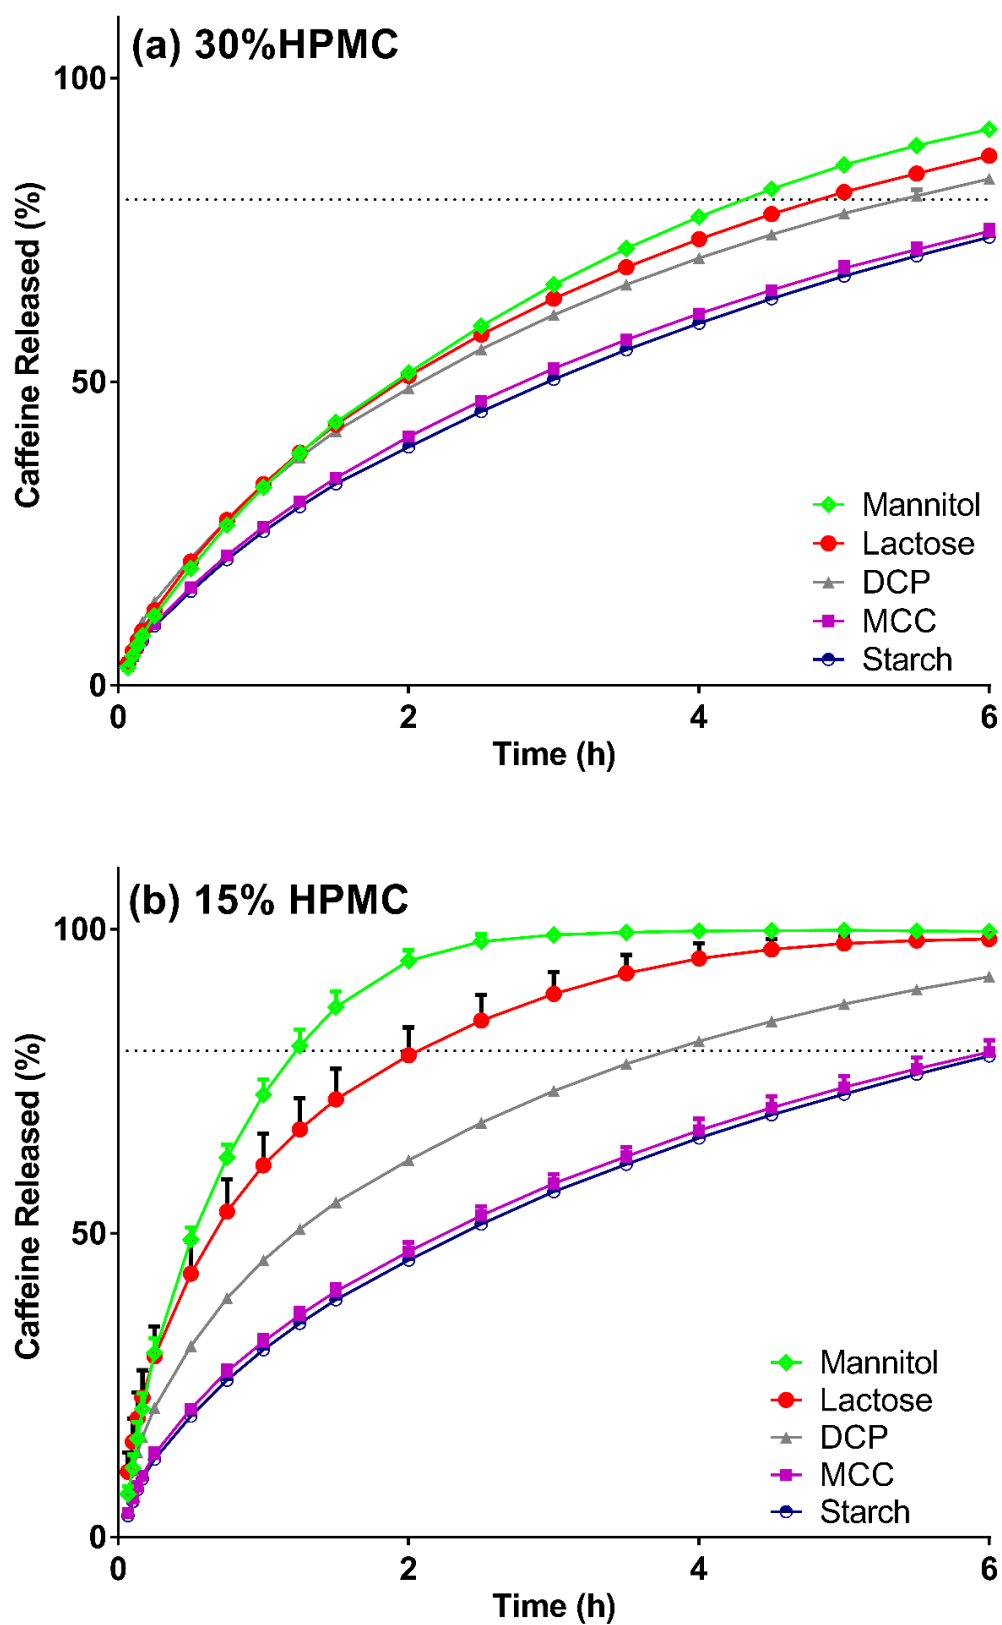 (a) 30%HPMC
100
50
0
Caffeine Released (%)
Mannitol
Lactose
DCP
MCC
Starch
0 2 4 6
Time (h)
(b) 15% HPMC
100
50
0
Caffeine Released (%)
Mannitol
Lactose
DCP
MCC
Starch
0 2 4 6
Time (h)